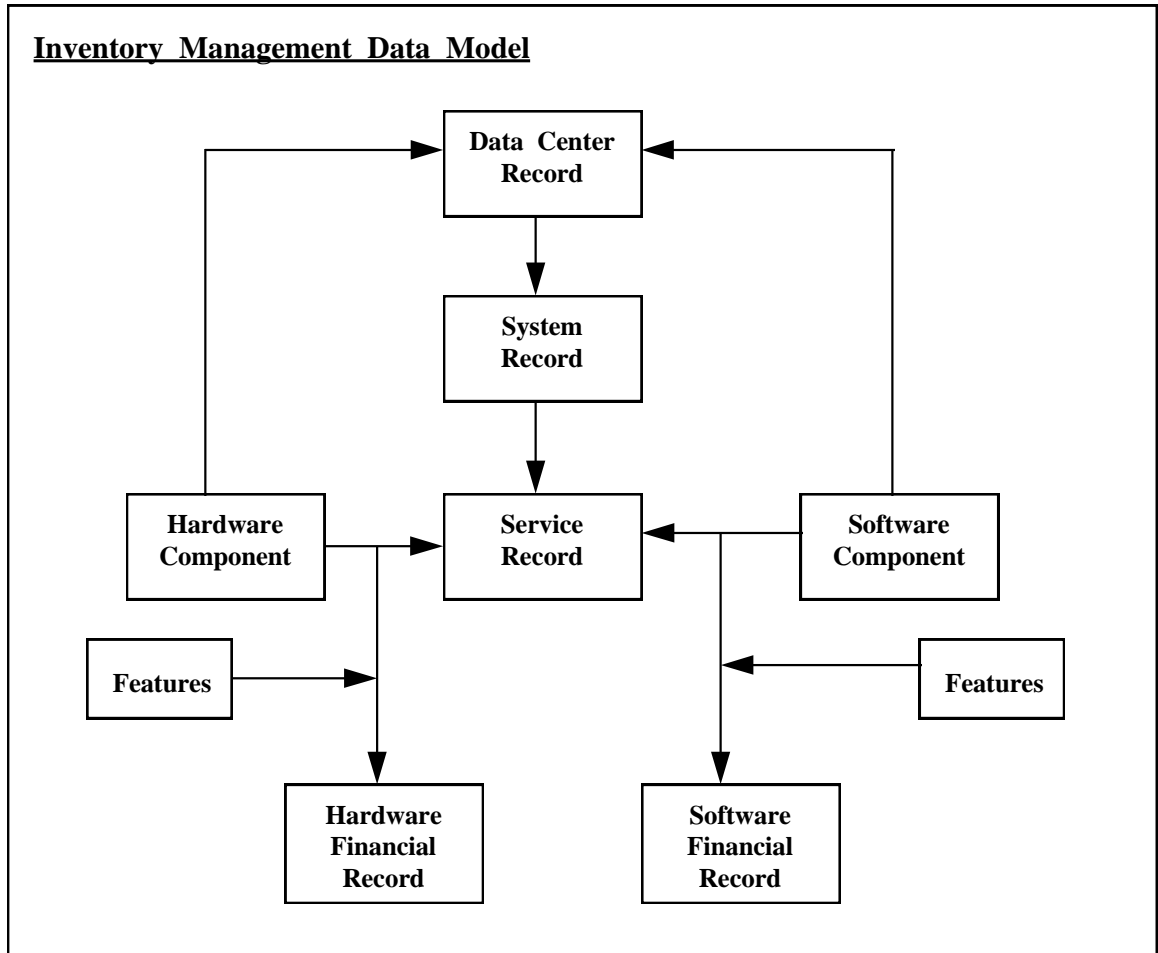 Inventory Management Data Model
Data Center
Record
System
Record
Hardware
Component
Service
Record
Software
Component
Features
Features
Hardware
Financial
Record
Software
Financial
Record